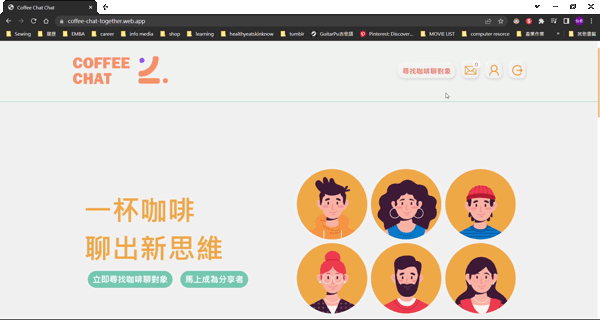 Coffee Chat Chat
coffee-chat-together.web.app
Sewing
履歷
EMBA
career
info media
shop
learning
healthyeatskinknow
tumblr
GuitarPu吉他譜
Pinterest: Discover...
MOVIE LIST
computer resorce
畫案作業
其他書籤
COFFEE
CHAT
尋找咖啡聊對象
0
一杯咖啡
聊出新思維
立即尋找咖啡聊對象
馬上成為分享者